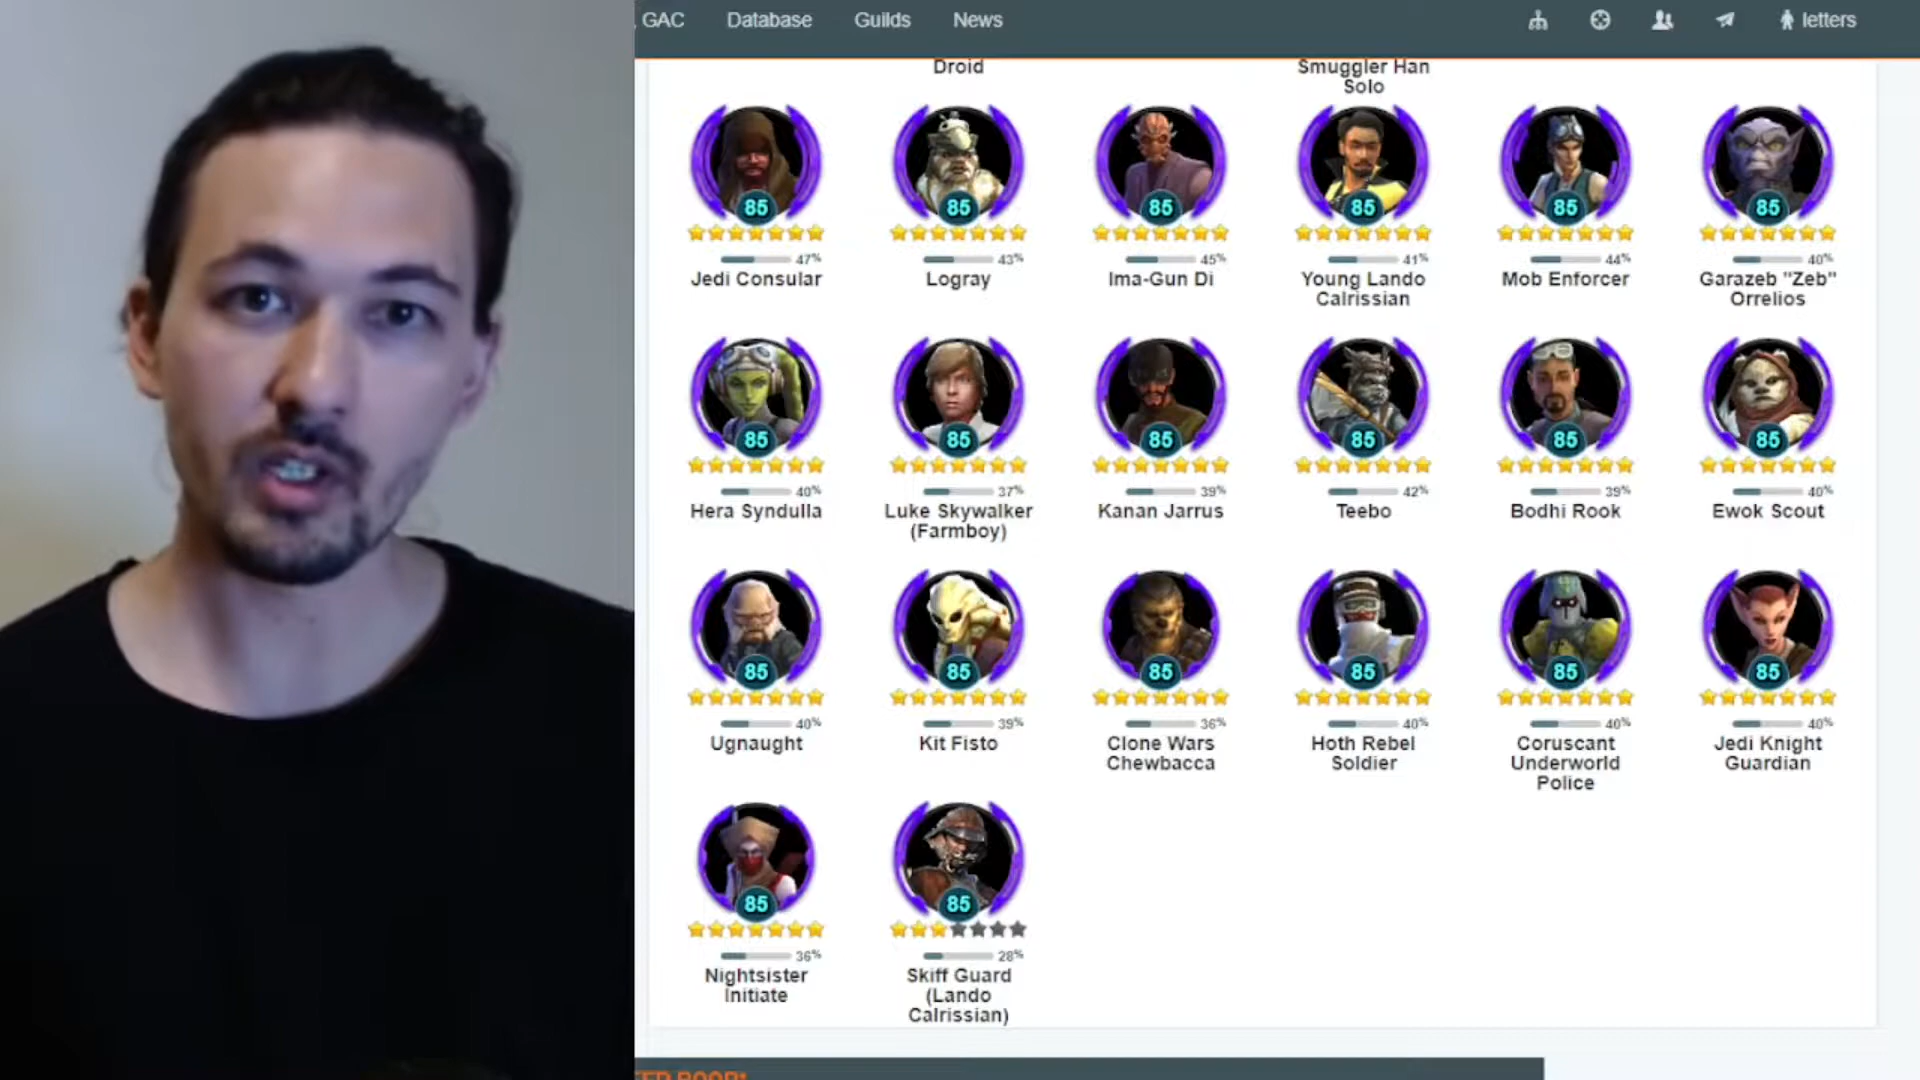 GAC Database Guilds News letters
Droid
Smuggler Han
Solo
85 85 85 85 85 85
47% 43% 45% 41% 44% 40%
Jedi Consular Logray Ima-Gun Di Young Lando Mob Enforcer Garazeb "Zeb"
Calrissian Orrelios
85 85 85 85 85 85
40% 37% 39% 42% 39% 40%
Hera Syndulla Luke Skywalker Kanan Jarrus Teebo Bodhi Rook Ewok Scout
(Farmboy)
85 85 85 85 85 85
40% 39% 36% 40% 40% 40%
Ugnaught Kit Fisto Clone Wars Hoth Rebel Coruscant Jedi Knight
Chewbacca Soldier Underworld Guardian
Police
85 85
36% 28%
Nightsister Skiff Guard
Initiate (Lando
Calrissian)